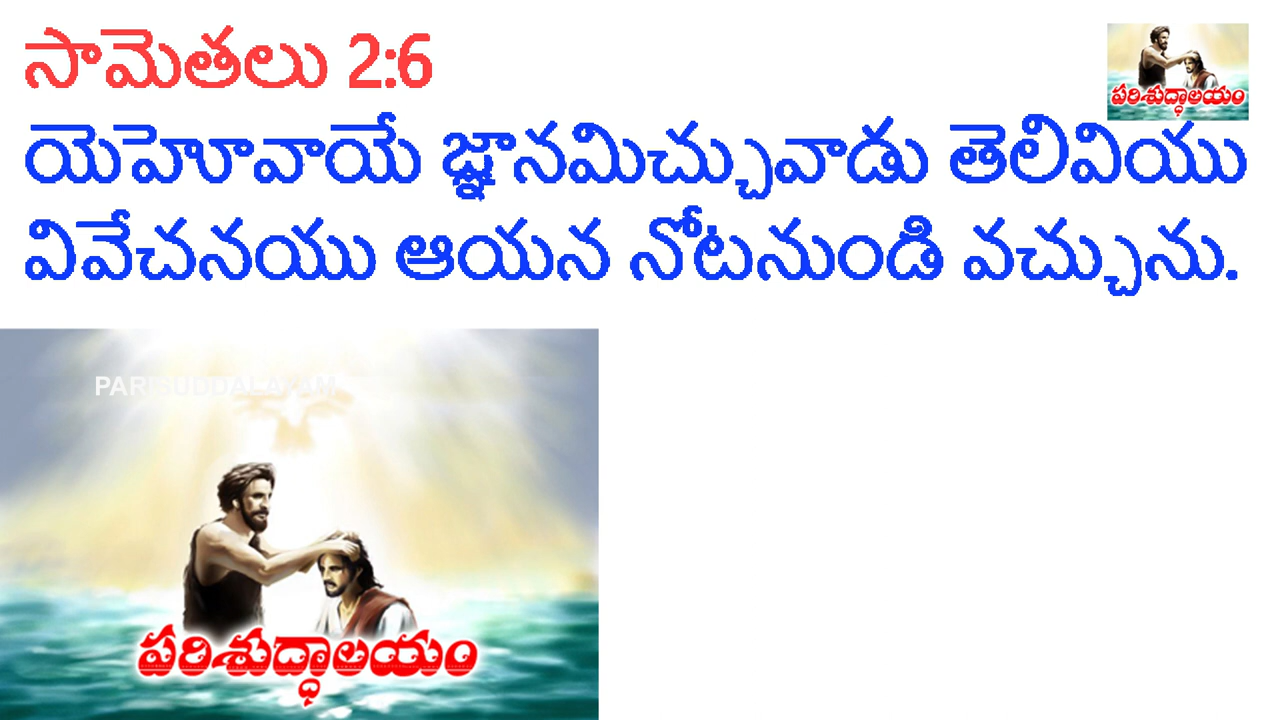 సామెతలు 2:6
పరిశుద్ధాలయం
యెహెూవాయే జ్ఞానమిచ్చువాడు తెలివియు
వివేచనయు ఆయన నోటనుండి వచ్చును.
PARISUDDALAYAM
పరిశుద్ధాలయం